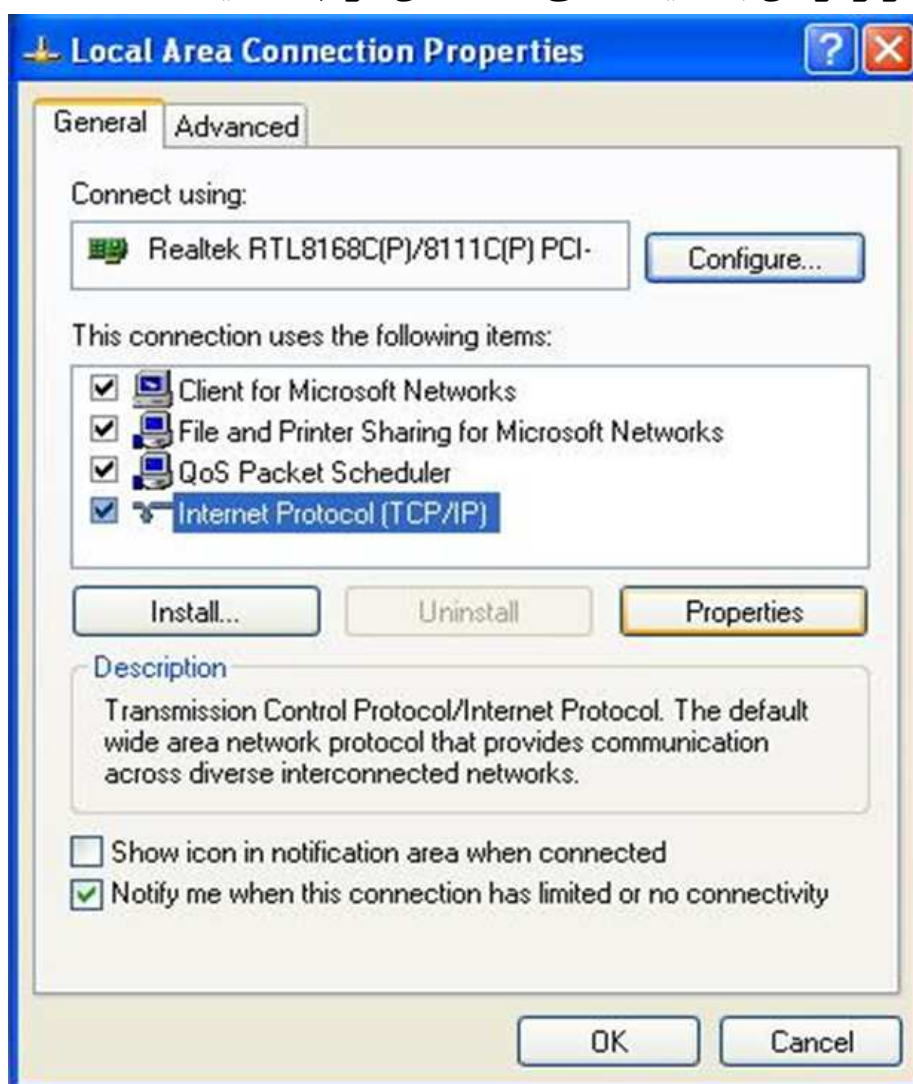 Local Area Connection Properties
General Advanced
Connect using:
Realtek RTL8168C(P)/8111C(P) PCI-
Configure...
This connection uses the following items:
Client for Microsoft Networks
File and Printer Sharing for Microsoft Networks
QoS Packet Scheduler
Internet Protocol (TCP/IP)
Install... Uninstall Properties
Description
Transmission Control Protocol/Internet Protocol. The default
wide area network protocol that provides communication
across diverse interconnected networks.
Show icon in notification area when connected
Notify me when this connection has limited or no connectivity
OK Cancel